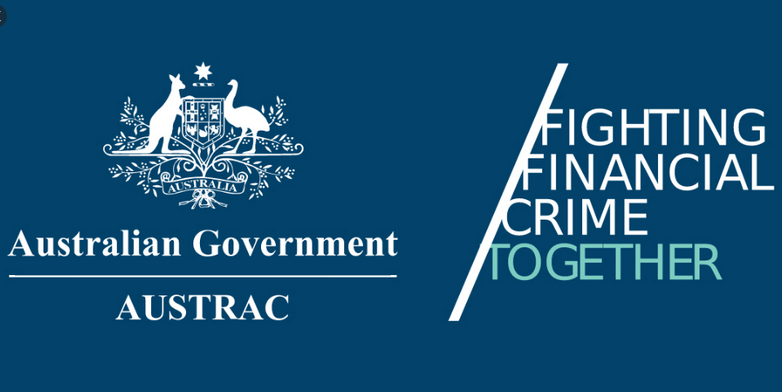 AUSTRALIA
Australian Government
AUSTRAC
FIGHTING
FINANCIAL
CRIME
TOGETHER